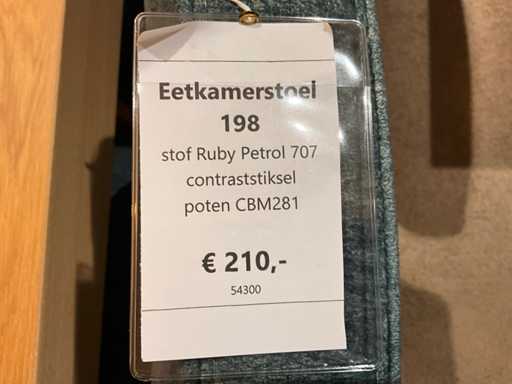 Eetkamerstoel
198
stof Ruby Petrol 707
contraststiksel
poten CBM281
€ 210,-
54300